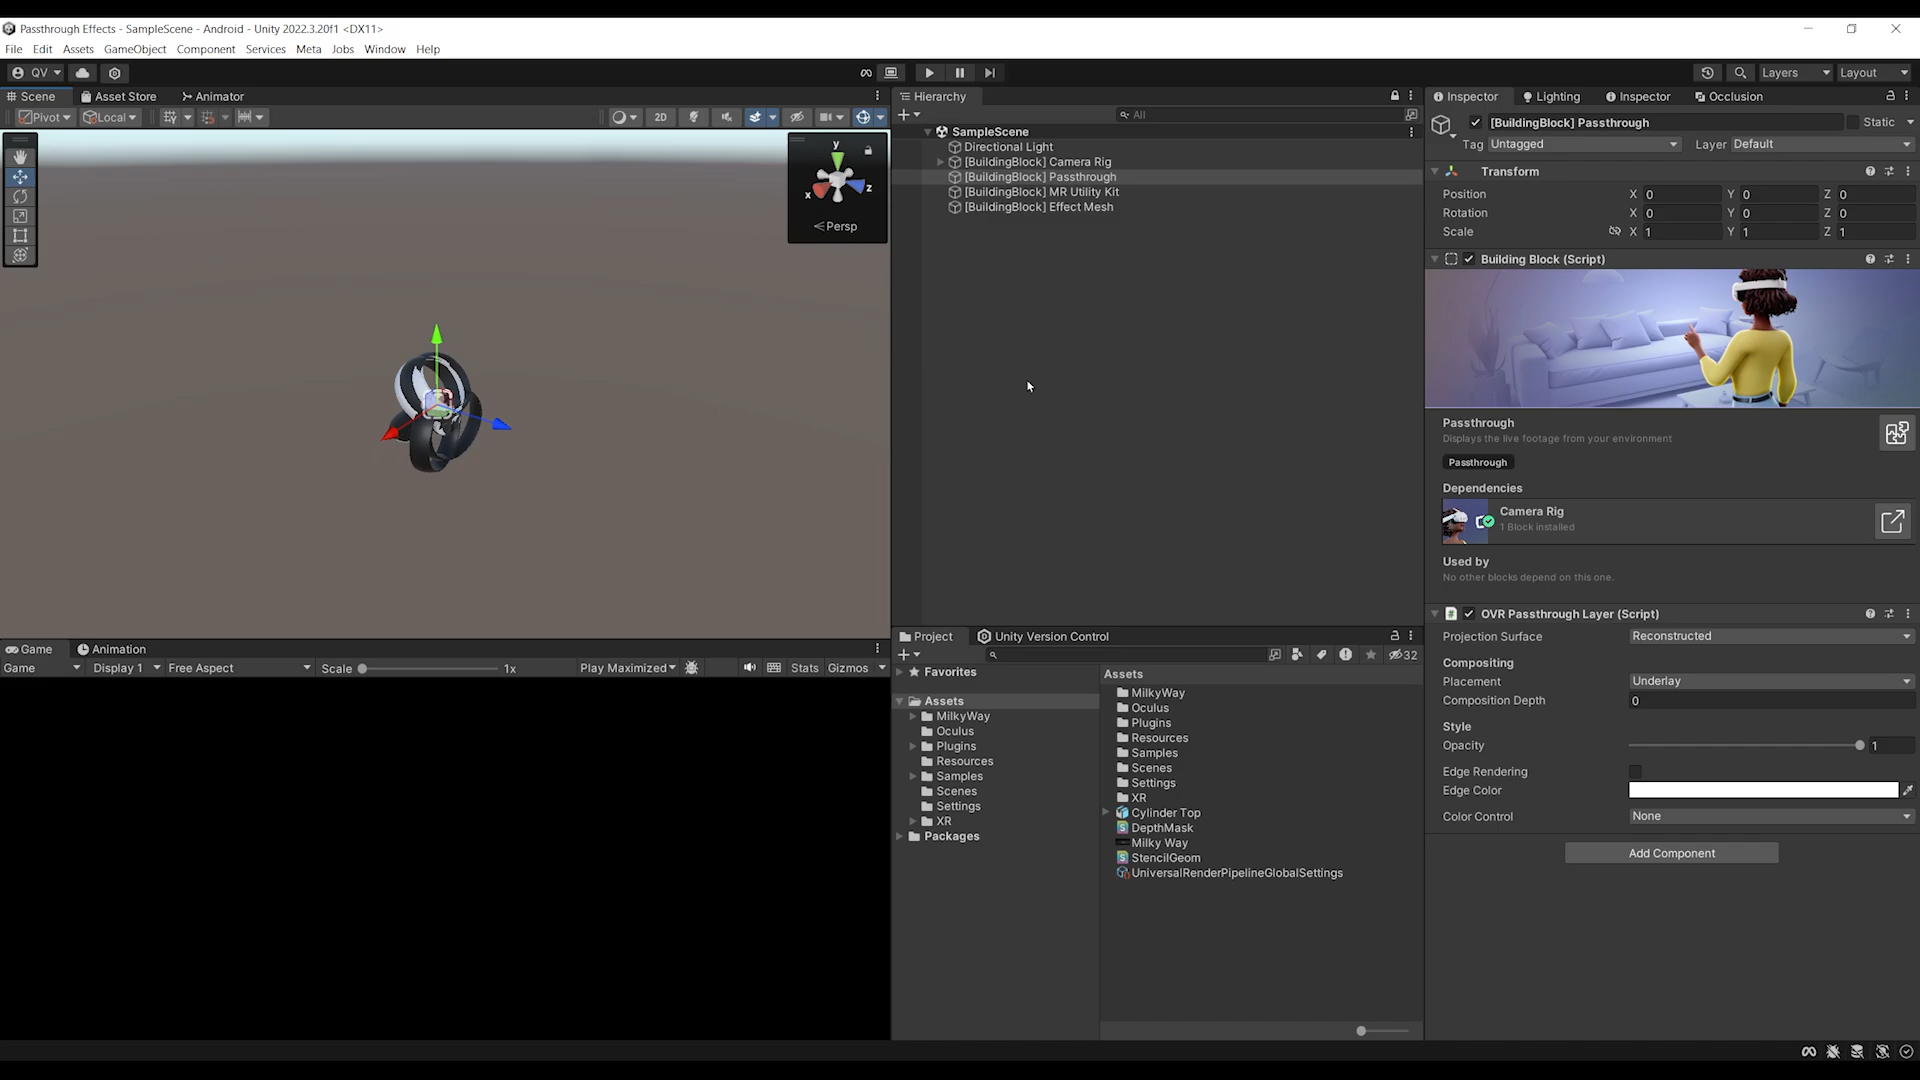 Passthrough Effects - SampleScene - Android - Unity 2022.3.20f1 <DX11>
File Edit Assets GameObject Component Services Meta Jobs Window Help
QV Layers Layout
Scene Asset Store Animator
Pivot Local 2D
y
x z
Persp
Game Animation
Game Display 1 Free Aspect Scale 1x Play Maximized Stats Gizmos
Hierarchy
All
SampleScene
Directional Light
[BuildingBlock] Camera Rig
[BuildingBlock] Passthrough
[BuildingBlock] MR Utility Kit
[BuildingBlock] Effect Mesh
Project Unity Version Control
32
Favorites
Assets
MilkyWay
Oculus
Plugins
Resources
Samples
Scenes
Settings
XR
Packages
Assets
MilkyWay
Oculus
Plugins
Resources
Samples
Scenes
Settings
XR
Cylinder Top
DepthMask
Milky Way
StencilGeom
UniversalRenderPipelineGlobalSettings
Inspector Lighting Inspector Occlusion
[BuildingBlock] Passthrough Static
Tag Untagged Layer Default
Transform
Position X 0 Y 0 Z 0
Rotation X 0 Y 0 Z 0
Scale X 1 Y 1 Z 1
Building Block (Script)
Passthrough
Displays the live footage from your environment
Passthrough
Dependencies
Camera Rig
1 Block installed
Used by
No other blocks depend on this one.
OVR Passthrough Layer (Script)
Projection Surface Reconstructed
Compositing
Placement Underlay
Composition Depth 0
Style
Opacity 1
Edge Rendering
Edge Color
Color Control None
Add Component